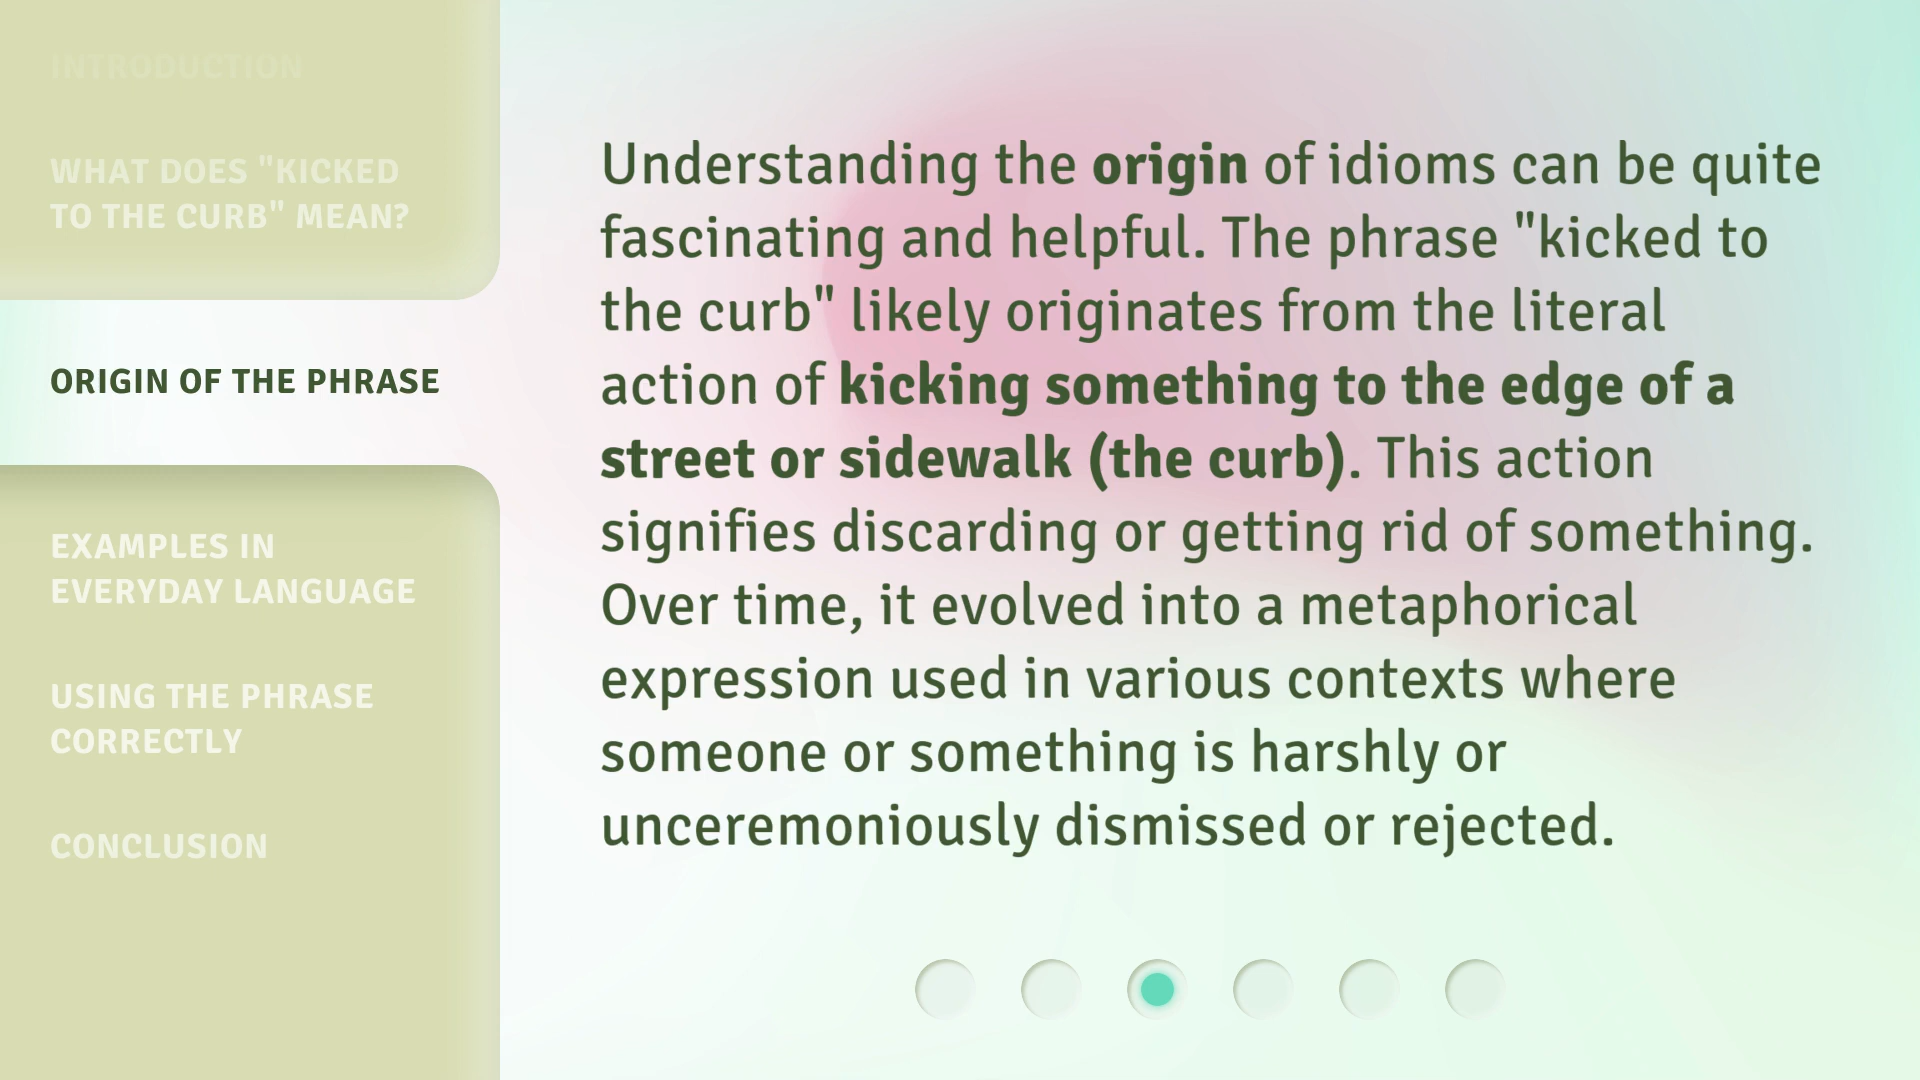 INTRODUCTION
WHAT DOES "KICKED
TO THE CURB" MEAN?
ORIGIN OF THE PHRASE
EXAMPLES IN
EVERYDAY LANGUAGE
USING THE PHRASE
CORRECTLY
CONCLUSION
Understanding the origin of idioms can be quite
fascinating and helpful. The phrase "kicked to
the curb" likely originates from the literal
action of kicking something to the edge of a
street or sidewalk (the curb). This action
signifies discarding or getting rid of something.
Over time, it evolved into a metaphorical
expression used in various contexts where
someone or something is harshly or
unceremoniously dismissed or rejected.